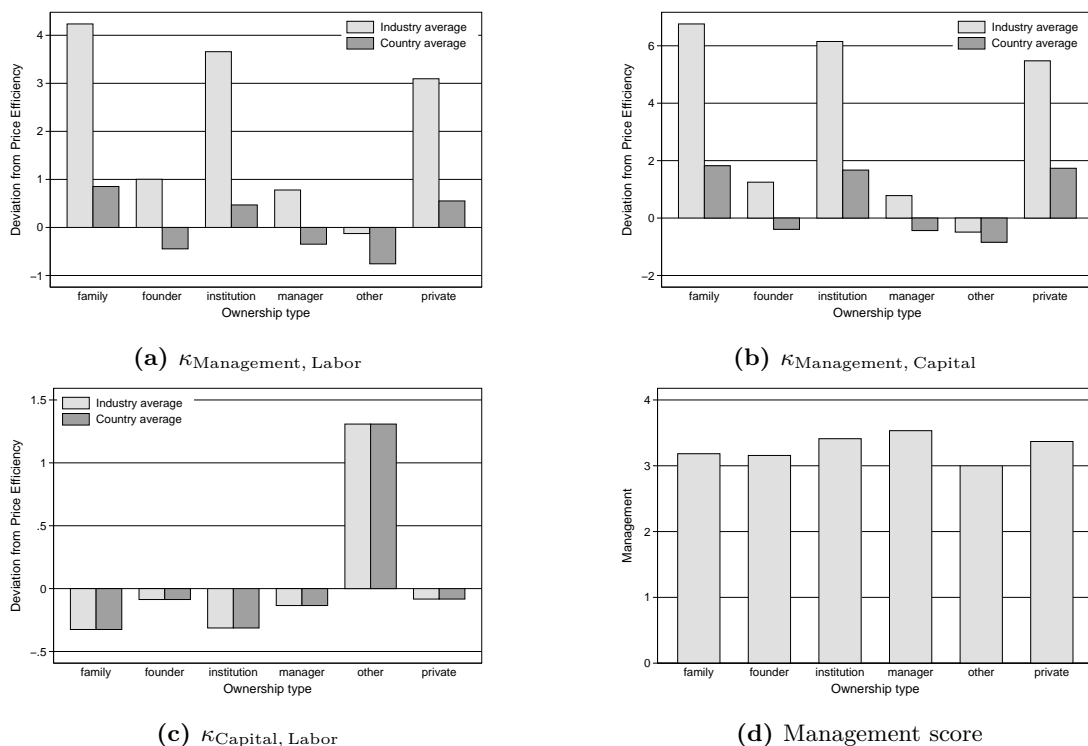 Deviation from Price Efficiency
4
3
2
1
0
−1
Industry average
Country average
family founder institution manager other private
Ownership type
(a) κManagement, Labor
Deviation from Price Efficiency
6
4
2
0
−2
Industry average
Country average
family founder institution manager other private
Ownership type
(b) κManagement, Capital
Deviation from Price Efficiency
1.5
1
.5
0
−.5
Industry average
Country average
family founder institution manager other private
Ownership type
(c) κCapital, Labor
Management
4
3
2
1
0
family founder institution manager other private
Ownership type
(d) Management score